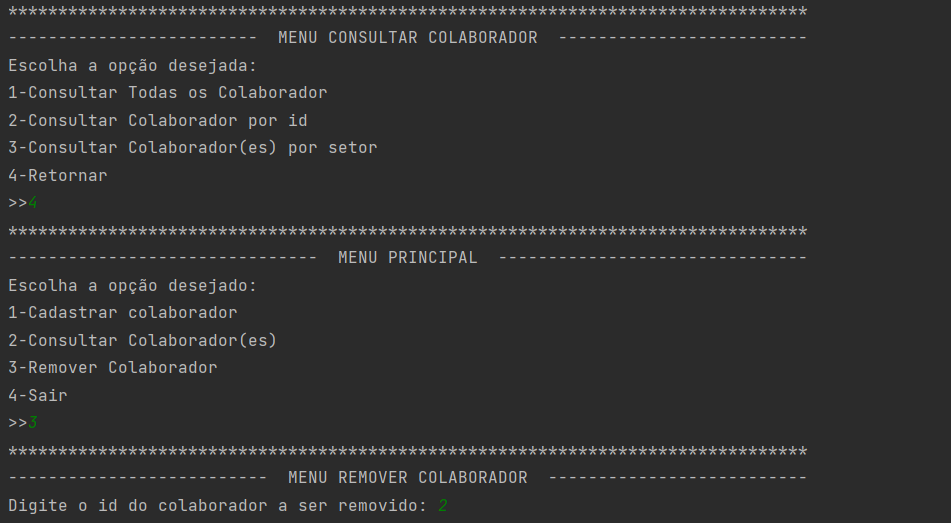 ********************************************************************************
-------------------------  MENU CONSULTAR COLABORADOR  -------------------------
Escolha a opção desejada:
1-Consultar Todas os Colaborador
2-Consultar Colaborador por id
3-Consultar Colaborador(es) por setor
4-Retornar
>>4
********************************************************************************
-------------------------------  MENU PRINCIPAL  -------------------------------
Escolha a opção desejado:
1-Cadastrar colaborador
2-Consultar Colaborador(es)
3-Remover Colaborador
4-Sair
>>3
********************************************************************************
--------------------------  MENU REMOVER COLABORADOR  --------------------------
Digite o id do colaborador a ser removido: 2